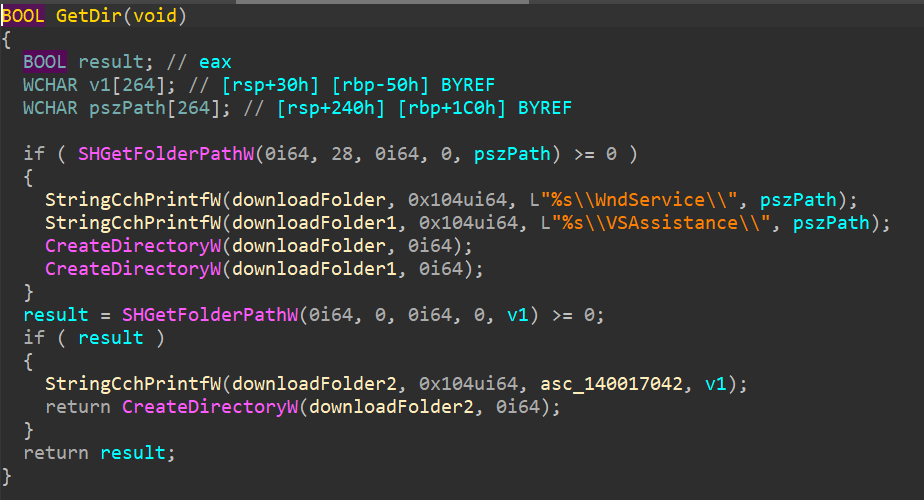 BOOL GetDir(void)
{
  BOOL result; // eax
  WCHAR v1[264]; // [rsp+30h] [rbp-50h] BYREF
  WCHAR pszPath[264]; // [rsp+240h] [rbp+1C0h] BYREF

  if ( SHGetFolderPathW(0i64, 28, 0i64, 0, pszPath) >= 0 )
  {
    StringCchPrintfW(downloadFolder, 0x104ui64, L"%s\\WndService\\", pszPath);
    StringCchPrintfW(downloadFolder1, 0x104ui64, L"%s\\VSAssistance\\", pszPath);
    CreateDirectoryW(downloadFolder, 0i64);
    CreateDirectoryW(downloadFolder1, 0i64);
  }
  result = SHGetFolderPathW(0i64, 0, 0i64, 0, v1) >= 0;
  if ( result )
  {
    StringCchPrintfW(downloadFolder2, 0x104ui64, asc_140017042, v1);
    return CreateDirectoryW(downloadFolder2, 0i64);
  }
  return result;
}